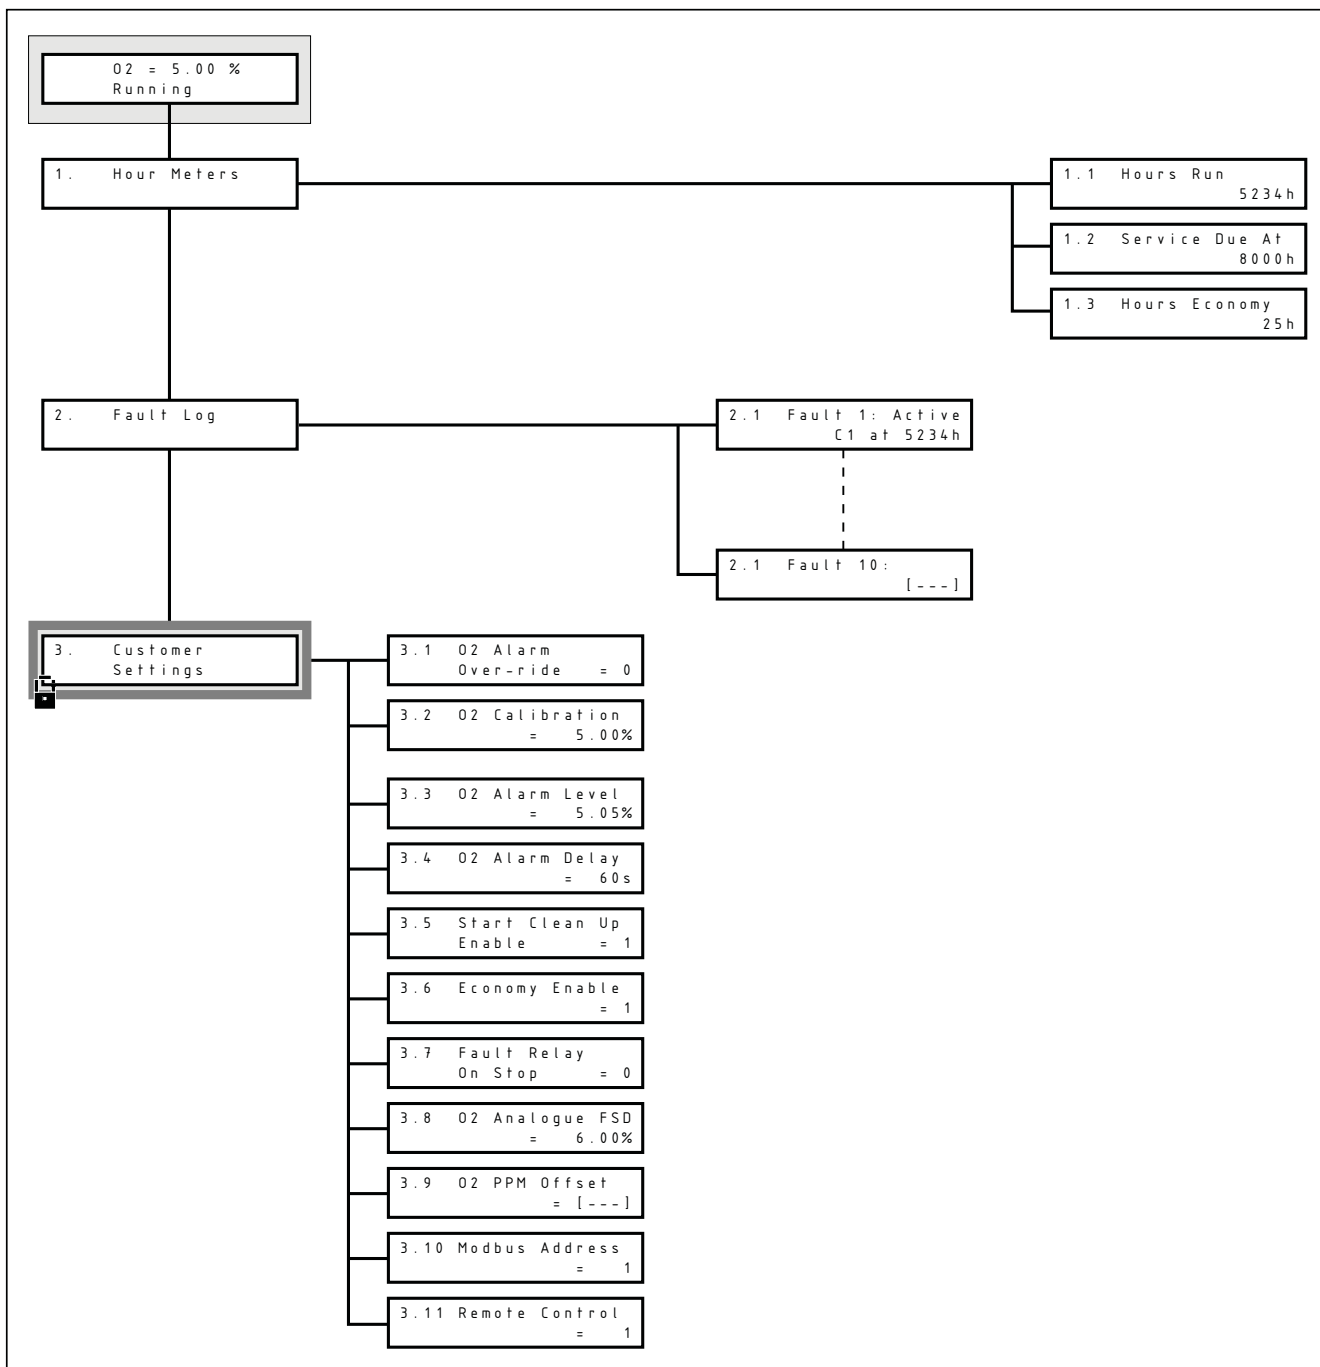 O2 = 5.00 %
Running
1. Hour Meters
1.1 Hours Run
5234h
1.2 Service Due At
8000h
1.3 Hours Economy
25h
2. Fault Log
2.1 Fault 1: Active
C1 at 5234h
2.1 Fault 10:
[---]
3. Customer
Settings
3.1 O2 Alarm
Over-ride = 0
3.2 O2 Calibration
= 5.00%
3.3 O2 Alarm Level
= 5.05%
3.4 O2 Alarm Delay
= 60s
3.5 Start Clean Up
Enable = 1
3.6 Economy Enable
= 1
3.7 Fault Relay
On Stop = 0
3.8 O2 Analogue FSD
= 6.00%
3.9 O2 PPM Offset
= [---]
3.10 Modbus Address
= 1
3.11 Remote Control
= 1